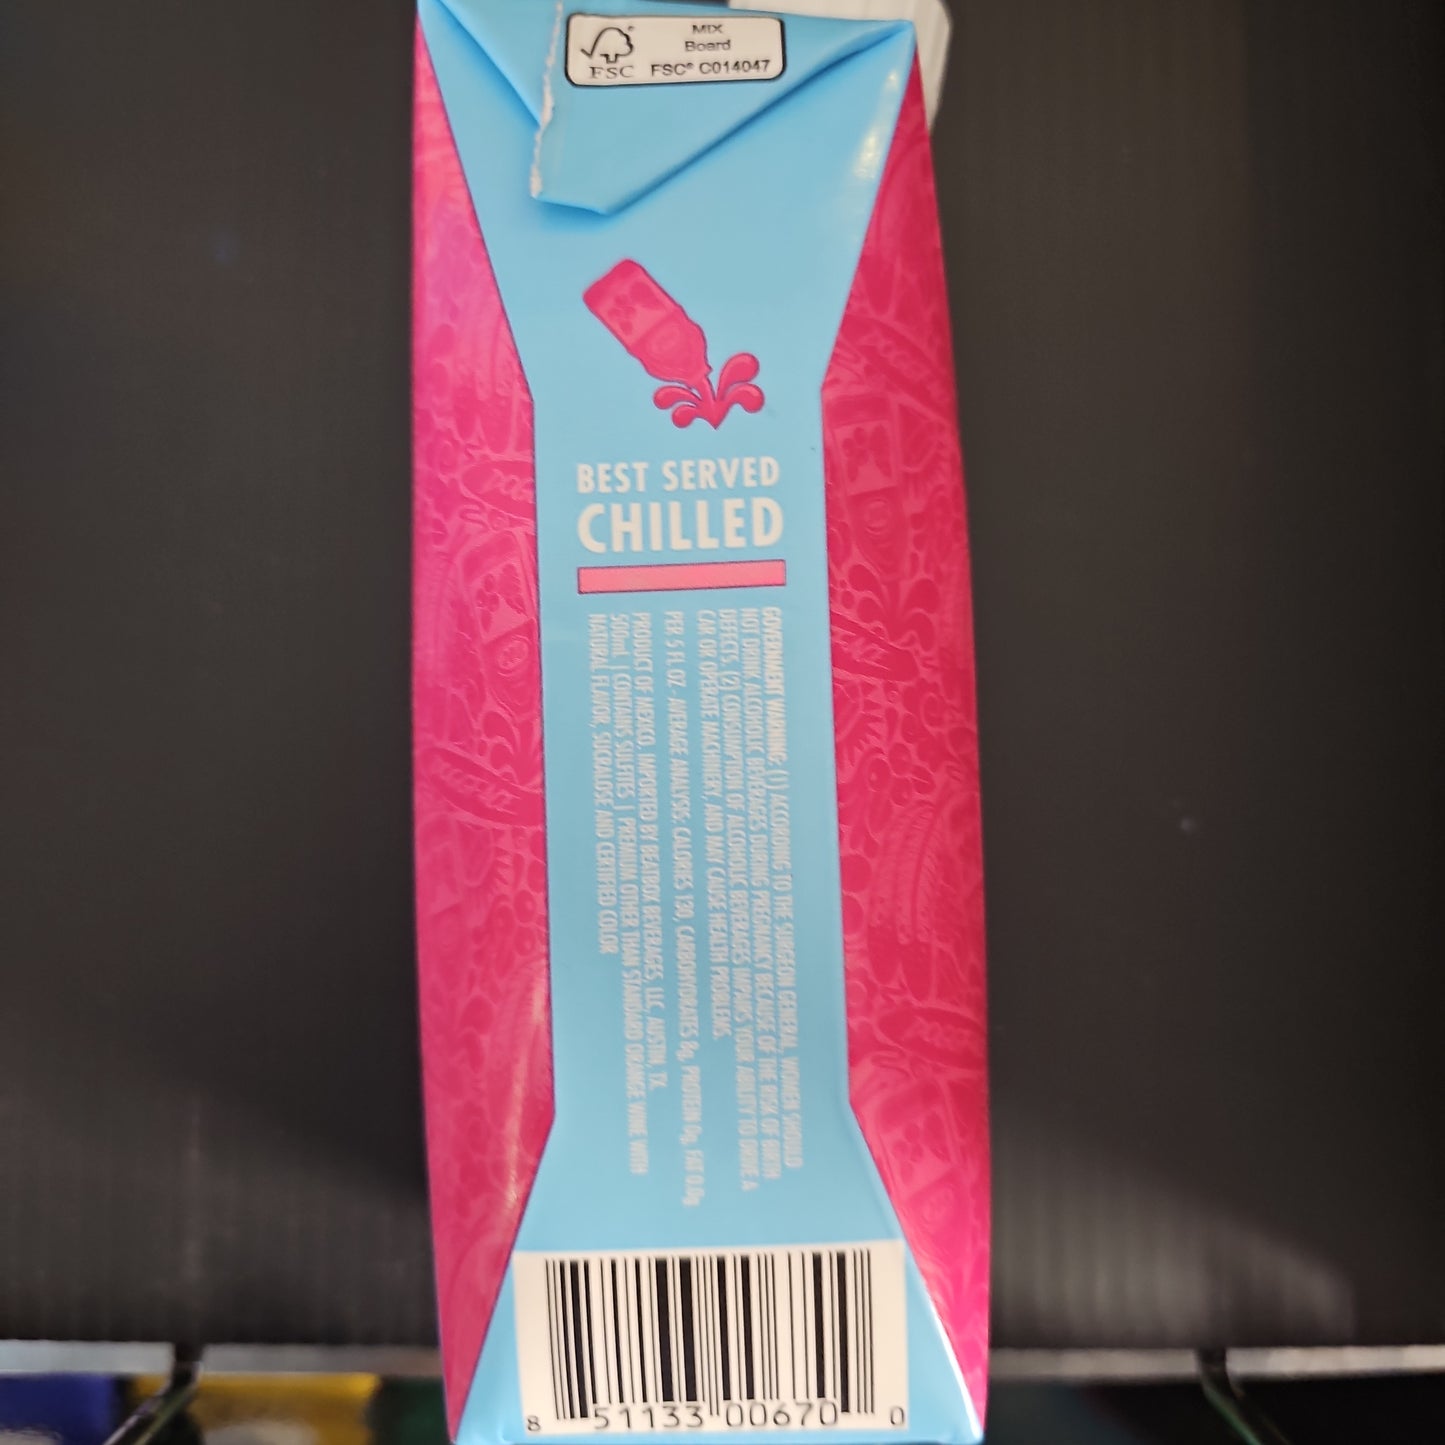 FSC
MIX
Board
FSC® C014047
BEST SERVED
CHILLED
GOVERNMENT WARNING: (1) ACCORDING TO THE SURGEON GENERAL, WOMEN SHOULD
NOT DRINK ALCOHOLIC BEVERAGES DURING PREGNANCY BECAUSE OF THE RISK OF BIRTH
DEFECTS. (2) CONSUMPTION OF ALCOHOLIC BEVERAGES IMPAIRS YOUR ABILITY TO DRIVE A
CAR OR OPERATE MACHINERY, AND MAY CAUSE HEALTH PROBLEMS.
PER 5 FL OZ - AVERAGE ANALYSIS: CALORIES 120, CARBOHYDRATES 8g, PROTEIN 0g, FAT 0.0g
PRODUCT OF MEXICO. IMPORTED BY BEATBOX BEVERAGES, LLC, AUSTIN, TX
500mL | CONTAINS SULFITES | PREMIUM OTHER THAN STANDARD ORANGE WINE WITH
NATURAL FLAVOR, SUCRALOSE AND CERTIFIED COLOR
8 51133 00670 0